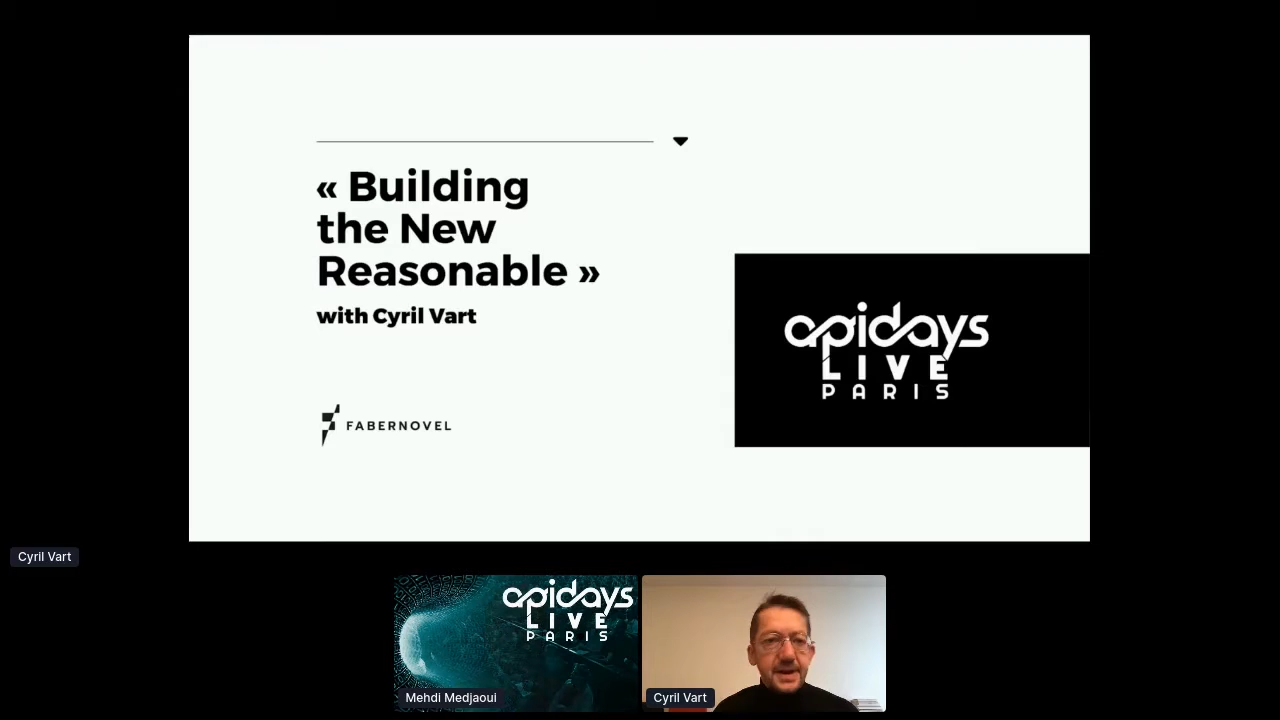 « Building
the New
Reasonable »
with Cyril Vart
FABERNOVEL
apidays
LIVE
PARIS
Cyril Vart
apidays
LIVE
PARIS
Mehdi Medjaoui
Cyril Vart